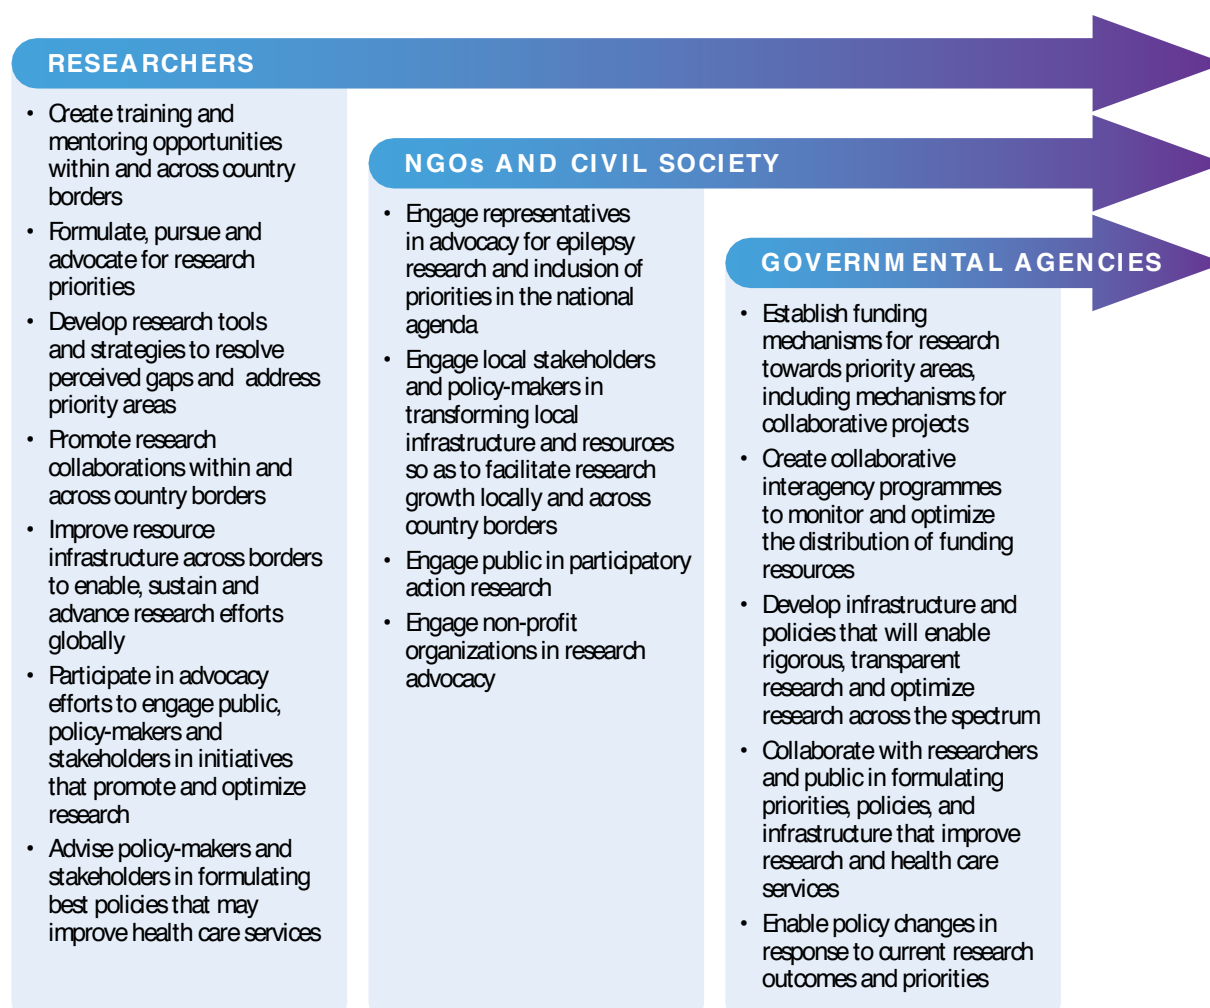 RESEARCHERS
• Create training and
mentoring opportunities
within and across country
borders
• Formulate, pursue and
advocate for research
priorities
• Develop research tools
and strategies to resolve
perceived gaps and address
priority areas
• Promote research
collaborations within and
across country borders
• Improve resource
infrastructure across borders
to enable, sustain and
advance research efforts
globally
• Participate in advocacy
efforts to engage public,
policy-makers and
stakeholders in initiatives
that promote and optimize
research
• Advise policy-makers and
stakeholders in formulating
best policies that may
improve health care services
NGOs AND CIVIL SOCIETY
• Engage representatives
in advocacy for epilepsy
research and inclusion of
priorities in the national
agenda
• Engage local stakeholders
and policy-makers in
transforming local
infrastructure and resources
so as to facilitate research
growth locally and across
country borders
• Engage public in participatory
action research
• Engage non-profit
organizations in research
advocacy
GOVERNMENTAL AGENCIES
• Establish funding
mechanisms for research
towards priority areas,
including mechanisms for
collaborative projects
• Create collaborative
interagency programmes
to monitor and optimize
the distribution of funding
resources
• Develop infrastructure and
policies that will enable
rigorous, transparent
research and optimize
research across the spectrum
• Collaborate with researchers
and public in formulating
priorities, policies, and
infrastructure that improve
research and health care
services
• Enable policy changes in
response to current research
outcomes and priorities